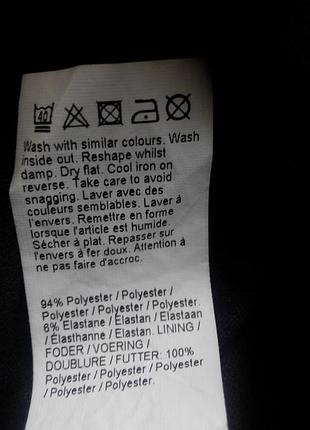 40
Wash with similar colours. Wash
inside out. Reshape whilst
damp. Dry flat. Cool iron on
reverse. Take care to avoid
snagging. Laver avec des
couleurs semblables. Laver à
l'envers. Remettre en forme
lorsque l'article est humide.
Sécher à plat. Repasser sur
l'envers à fer doux. Attention à
ne pas faire d'accroc.
94% Polyester / Polyester /
Polyester / Polyester / Polyester.
6% Elastane / Elastan / Elastaan
/ Élasthanne / Elastan. LINING /
FODER / VOERING /
DOUBLURE / FUTTER: 100%
Polyester / Polyester / Polyester
/ Polyester / Polyester.